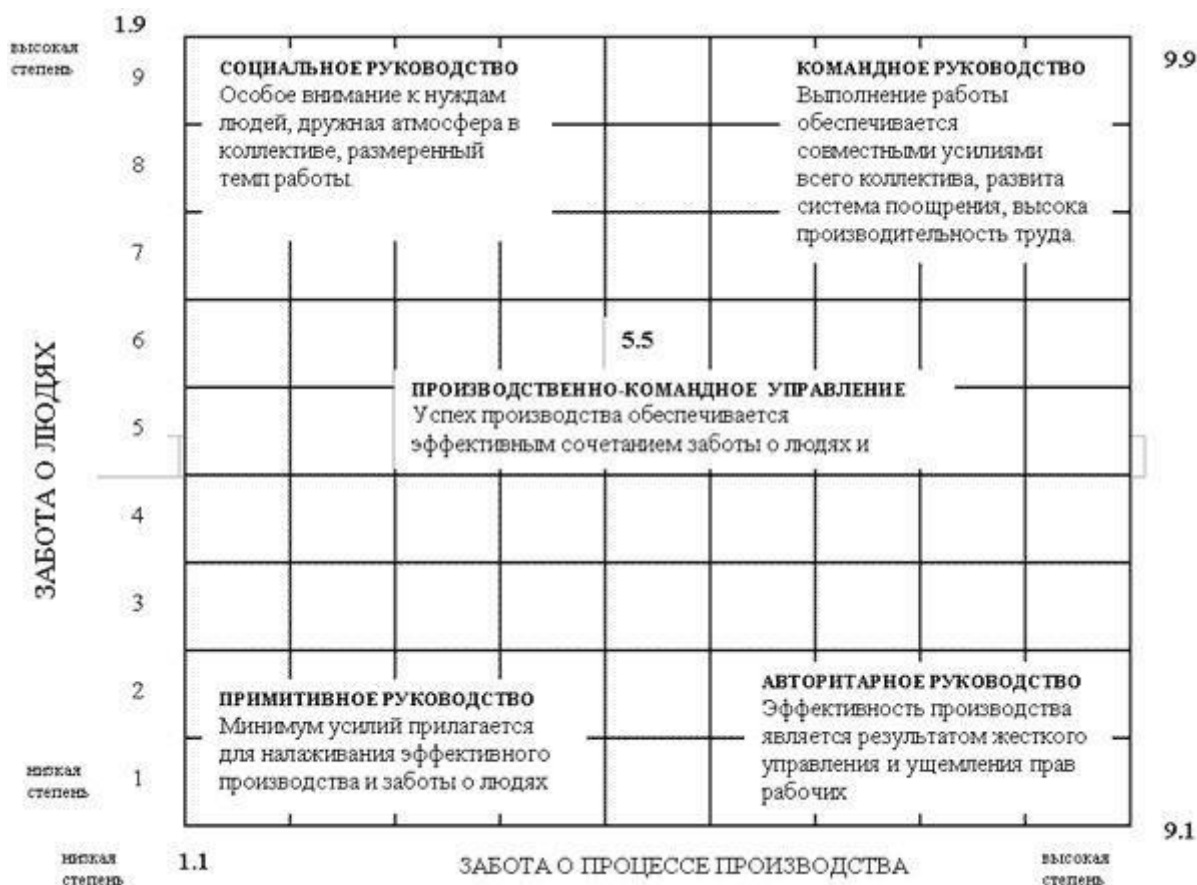 1.9
высокая
степень
9
8
7
6
5
4
3
2
1
ЗАБОТА О ЛЮДЯХ
СОЦИАЛЬНОЕ РУКОВОДСТВО
Особое внимание к нуждам
людей, дружная атмосфера в
коллективе, размеренный
темп работы.
КОМАНДНОЕ РУКОВОДСТВО
Выполнение работы
обеспечивается
совместными усилиями
всего коллектива, развита
система поощрения, высока
производительность труда.
9.9
5.5
ПРОИЗВОДСТВЕННО-КОМАНДНОЕ УПРАВЛЕНИЕ
Успех производства обеспечивается
эффективным сочетанием заботы о людях и
ПРИМИТИВНОЕ РУКОВОДСТВО
Минимум усилий прилагается
для налаживания эффективного
производства и заботы о людях
АВТОРИТАРНОЕ РУКОВОДСТВО
Эффективность производства
является результатом жесткого
управления и ущемления прав
рабочих
низкая
степень
9.1
низкая
степень
1.1
ЗАБОТА О ПРОЦЕССЕ ПРОИЗВОДСТВА
высокая
степень